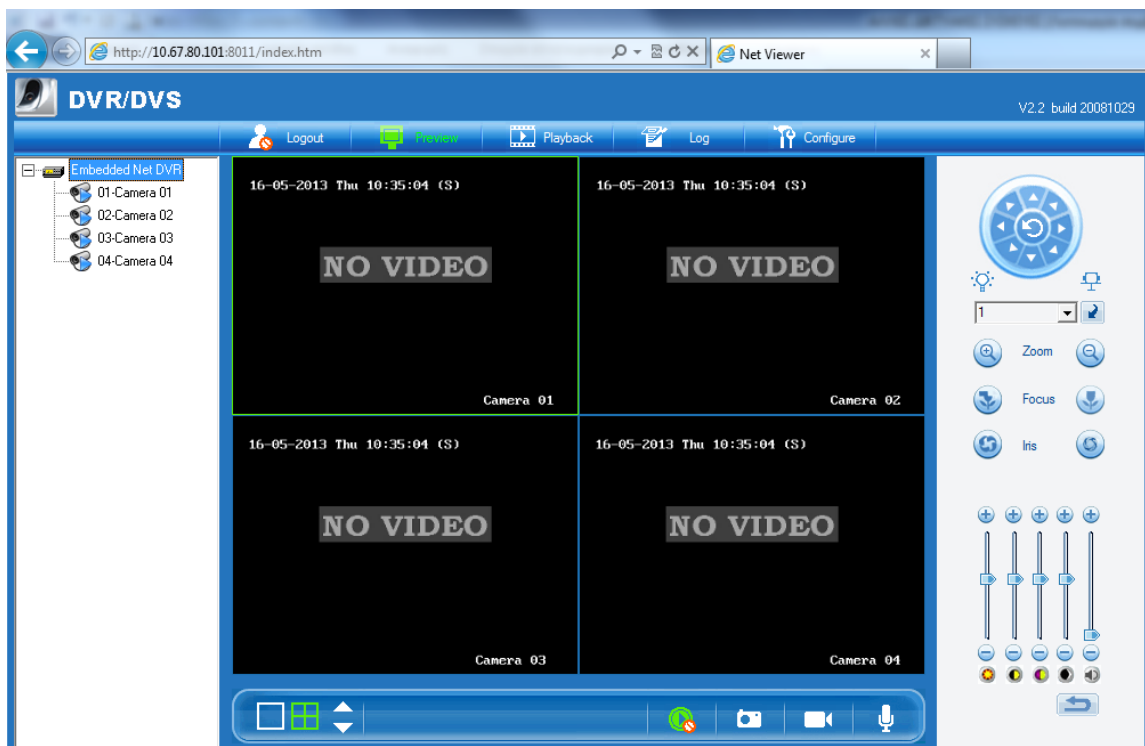 http://10.67.80.101:8011/index.htm
Net Viewer
DVR/DVS
V2.2 build 20081029
Logout
Preview
Playback
Log
Configure
Embedded Net DVR
01-Camera 01
02-Camera 02
03-Camera 03
04-Camera 04
16-05-2013 Thu 10:35:04 (S)
NO VIDEO
Camera 01
16-05-2013 Thu 10:35:04 (S)
NO VIDEO
Camera 02
16-05-2013 Thu 10:35:04 (S)
NO VIDEO
Camera 03
16-05-2013 Thu 10:35:04 (S)
NO VIDEO
Camera 04
1
Zoom
Focus
Iris